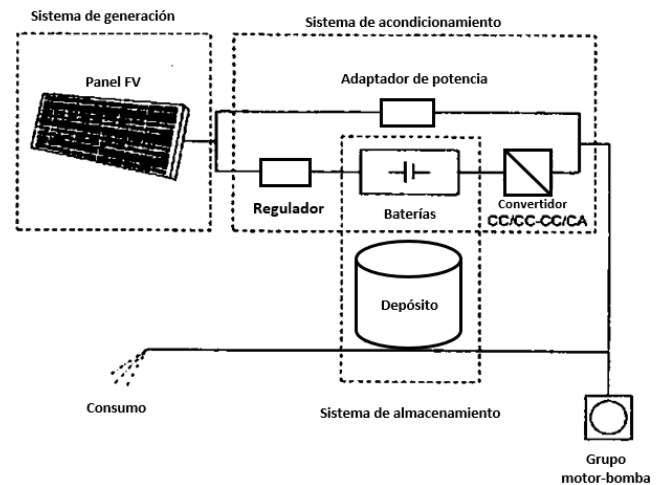 Sistema de generación
Sistema de acondicionamiento
Panel FV
Adaptador de potencia
Regulador
Baterías
Convertidor
CC/CC-CC/CA
Depósito
Consumo
Sistema de almacenamiento
Grupo
motor-bomba